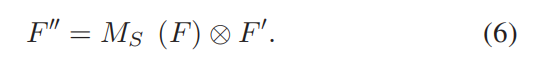 F″ = M_S (F) ⊗ F′. (6)